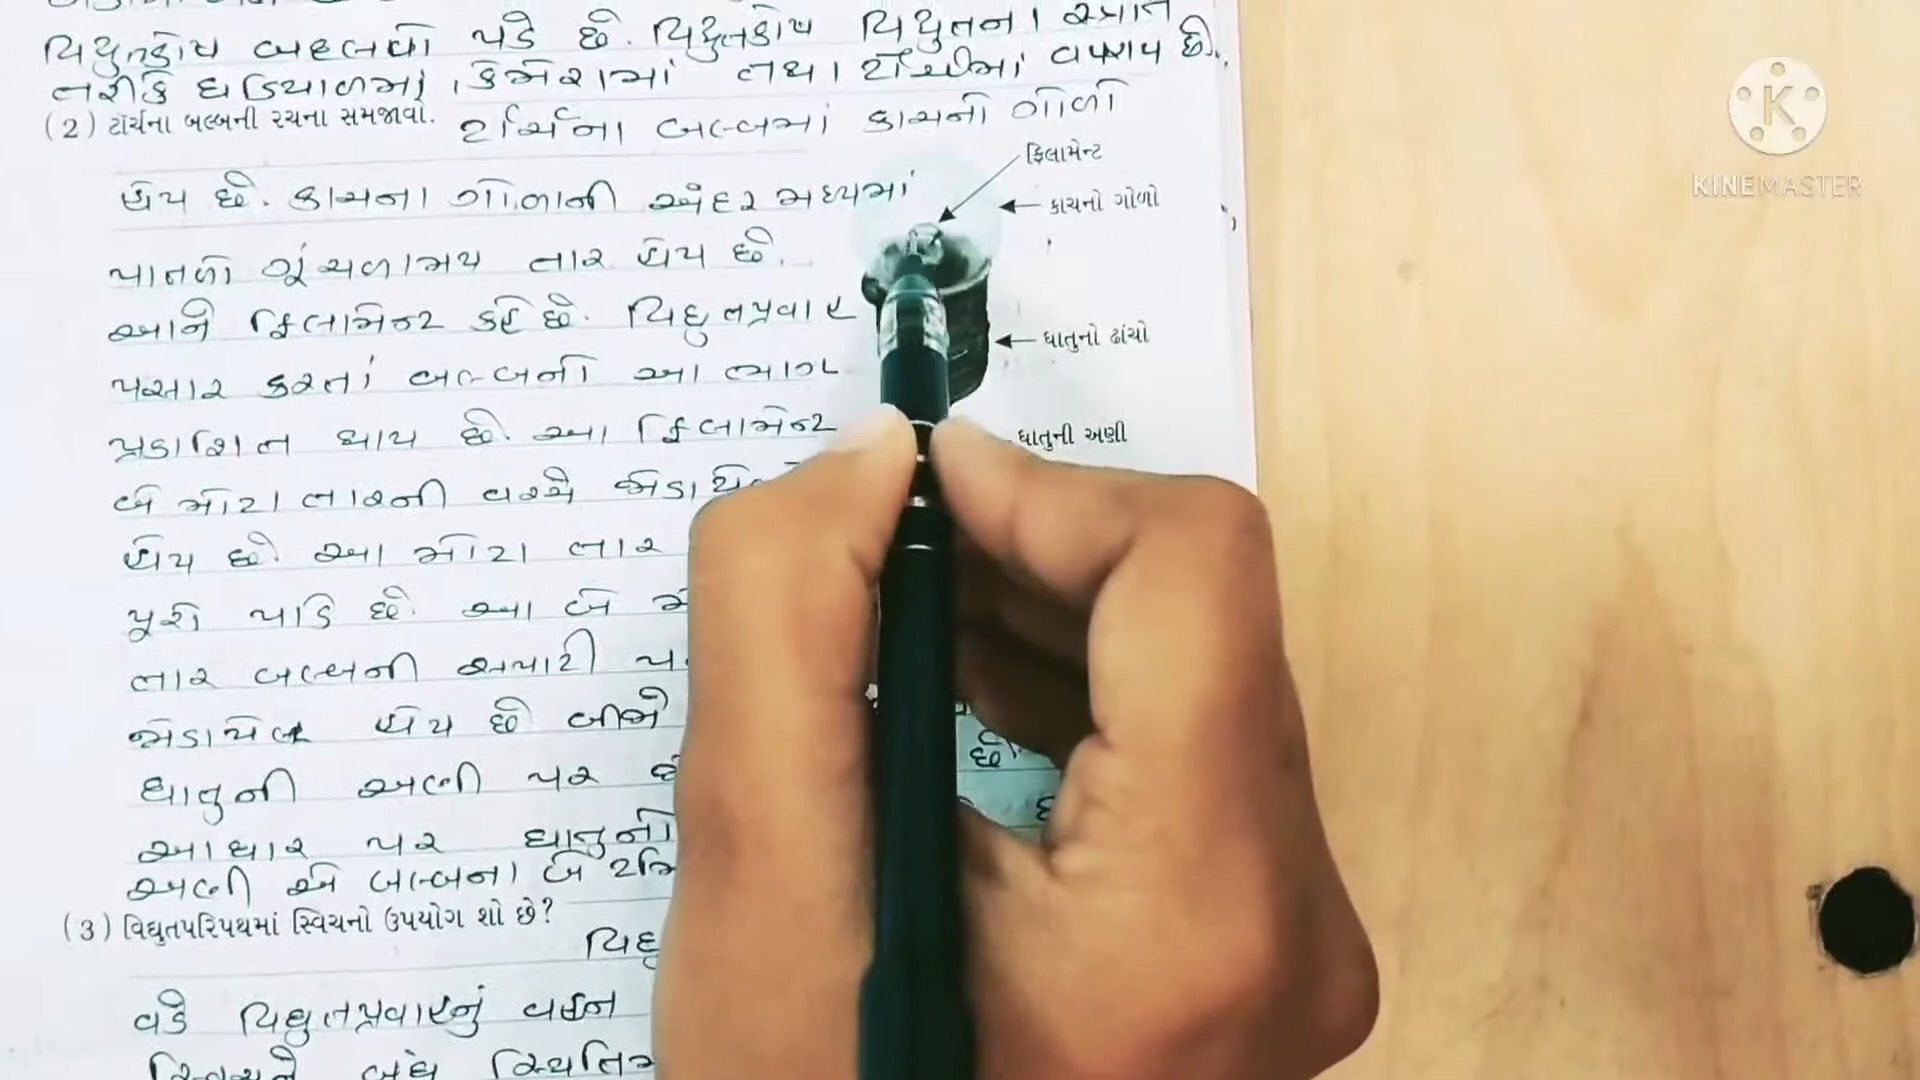 વિદ્યુતકોષ બદલવો પડે છે. વિદ્યુતકોષ વિદ્યુતના સ્ત્રોત
તરીકે ઘડિયાળમાં, કેમેરામાં તથા ટોર્ચમાં વપરાય છે.
(2) ટૉર્ચના બલ્બની રચના સમજાવો. ટોર્ચના બલ્બમાં કાચનો ગોળો
હોય છે. કાચના ગોળાની અંદર મધ્યમાં
પાતળો ગૂંચળામય તાર હોય છે.
આને ફિલામેન્ટ કહે છે. વિદ્યુતપ્રવાહ
પસાર કરતાં બલ્બનો આ ભાગ
પ્રકાશિત થાય છે. આ ફિલામેન્ટ
બે મોટા તારની વચ્ચે જોડાયે
હોય છે. આ મોટા તાર
પૂરો પાડે છે. આ બે
તાર બલ્બની સપાટી
જોડાયેલ હોય છે બીજો
ધાતુની અણી પર
આધાર પર ધાતુની
અણી એ બલ્બના બે
ફિલામેન્ટ
કાચનો ગોળો
ધાતુનો ઢાંચો
ધાતુની અણી
છે.
(3) વિદ્યુતપરિપથમાં સ્વિચનો ઉપયોગ શો છે?
વિદ્યુ
વડે વિદ્યુતપ્રવાહનું વહન
સ્વિચને બંધ સ્થિતિ
K
KINEMASTER